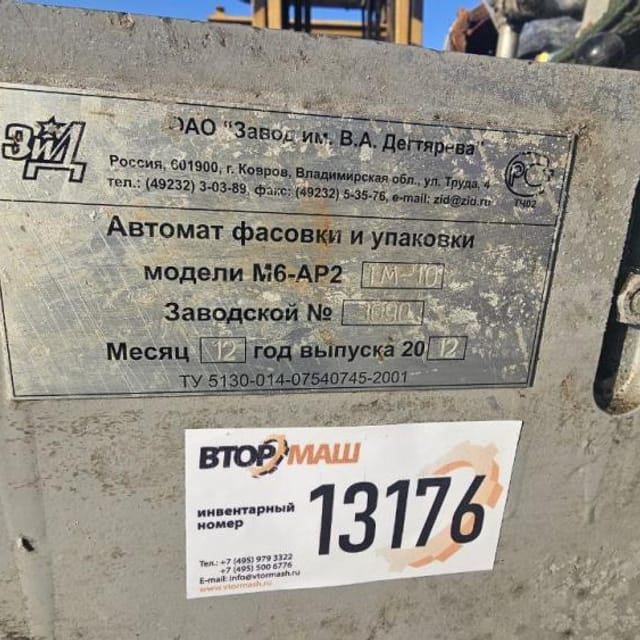 ЗиД
ОАО "Завод им. В.А. Дегтярева"
Россия, 601900, г. Ковров, Владимирская обл., ул. Труда, 4
тел.: (49232) 3-03-89, факс: (49232) 5-35-76, e-mail: zid@zid.ru
РСТ
ПЧ02
Автомат фасовки и упаковки
модели М6-АР2 ТМ-10
Заводской №
Месяц 12 год выпуска 20 12
ТУ 5130-014-07540745-2001
ВТОРМАШ
инвентарный
номер
13176
Тел.: +7 (495) 979 3322
+7 (495) 500 6776
E-mail: info@vtormash.ru
www.vtormash.ru